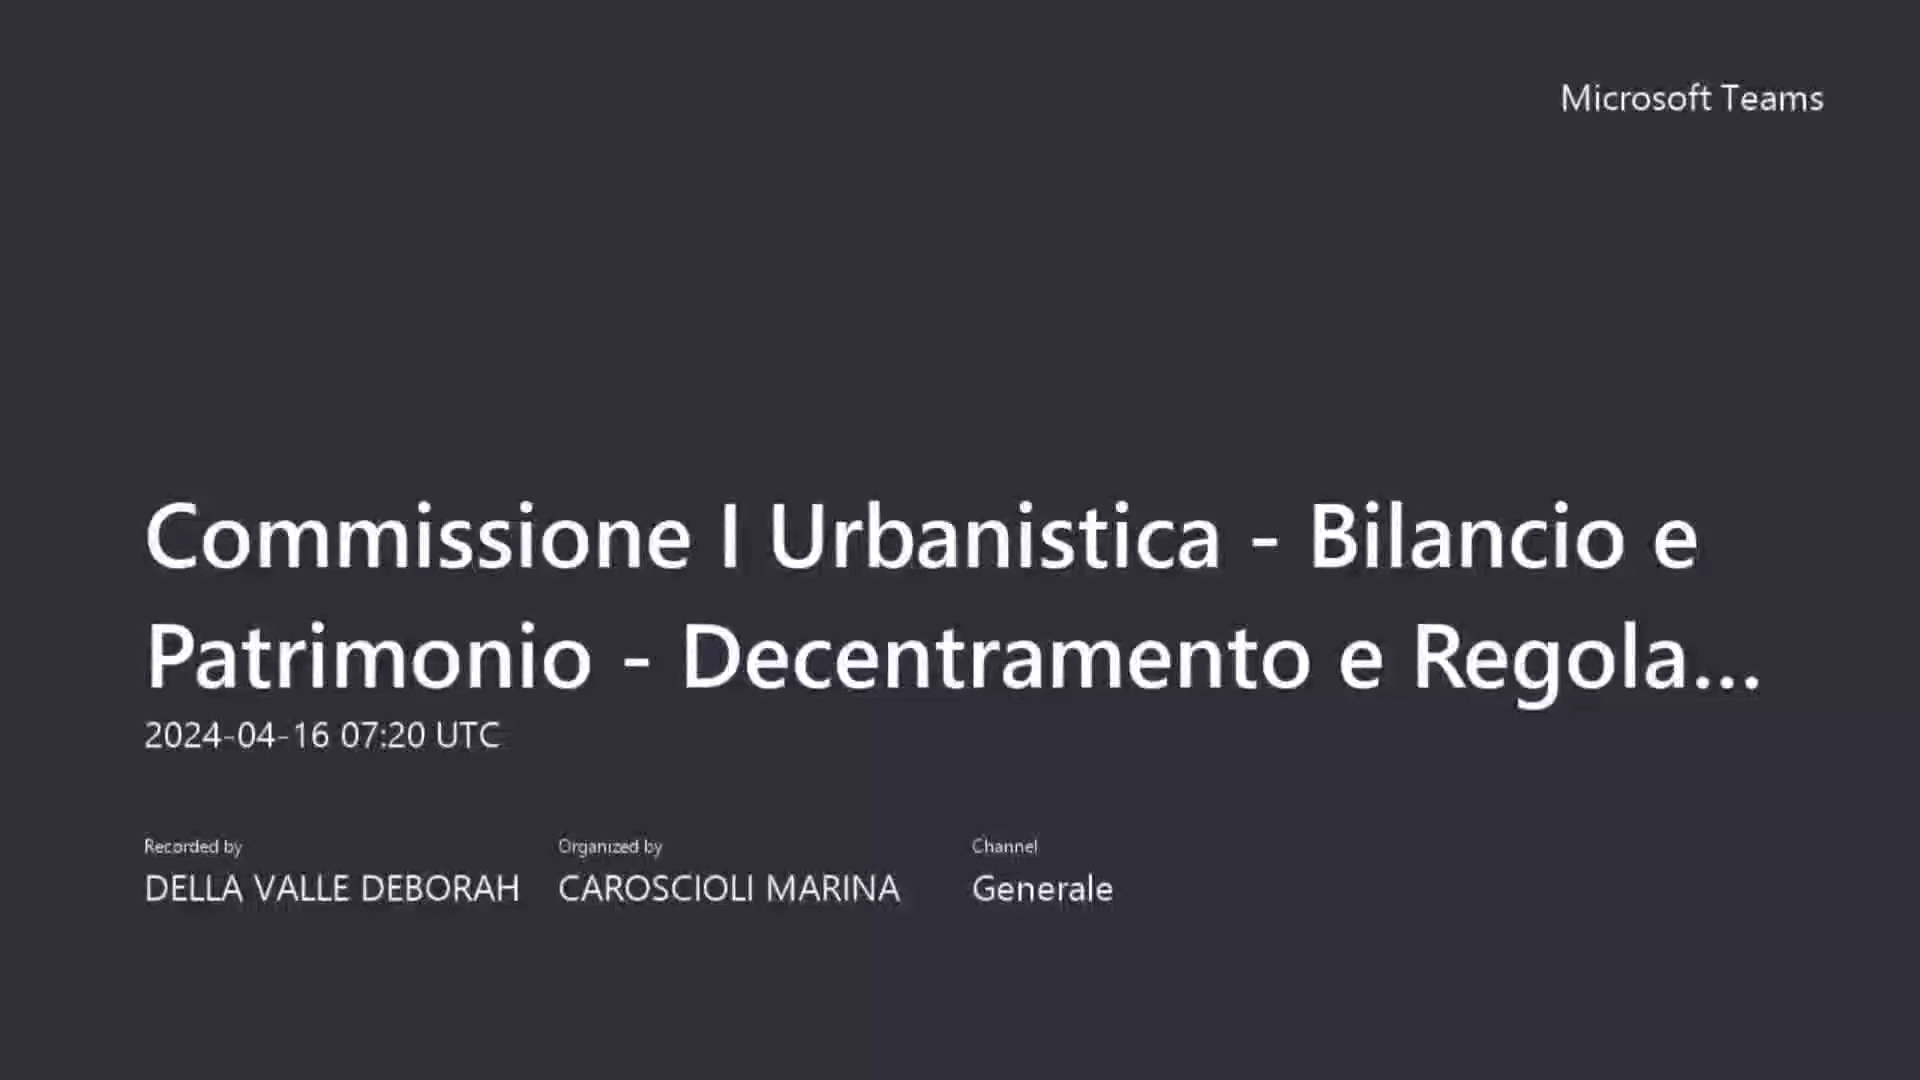 Microsoft Teams
Commissione I Urbanistica - Bilancio e
Patrimonio - Decentramento e Regola...
2024-04-16 07:20 UTC
Recorded by
DELLA VALLE DEBORAH
Organized by
CAROSCIOLI MARINA
Channel
Generale